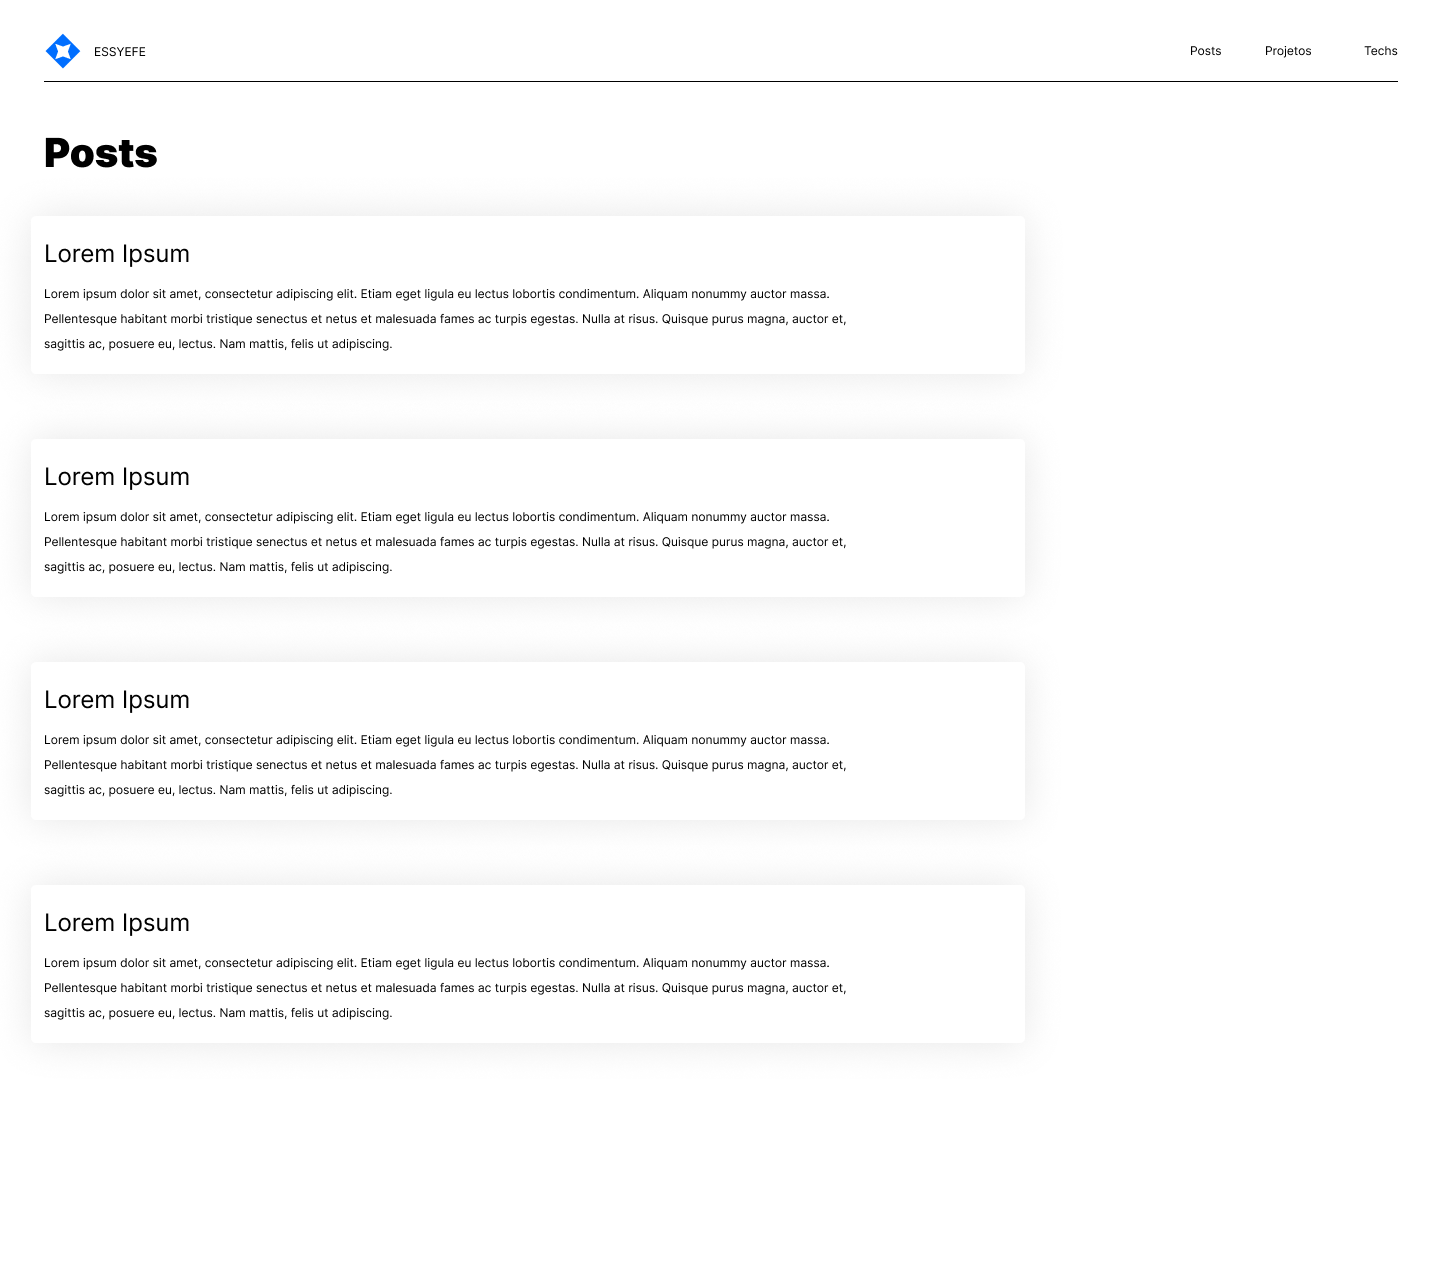 ESSYEFE
Posts Projetos Techs
Posts
Lorem Ipsum
Lorem ipsum dolor sit amet, consectetur adipiscing elit. Etiam eget ligula eu lectus lobortis condimentum. Aliquam nonummy auctor massa.
Pellentesque habitant morbi tristique senectus et netus et malesuada fames ac turpis egestas. Nulla at risus. Quisque purus magna, auctor et,
sagittis ac, posuere eu, lectus. Nam mattis, felis ut adipiscing.
Lorem Ipsum
Lorem ipsum dolor sit amet, consectetur adipiscing elit. Etiam eget ligula eu lectus lobortis condimentum. Aliquam nonummy auctor massa.
Pellentesque habitant morbi tristique senectus et netus et malesuada fames ac turpis egestas. Nulla at risus. Quisque purus magna, auctor et,
sagittis ac, posuere eu, lectus. Nam mattis, felis ut adipiscing.
Lorem Ipsum
Lorem ipsum dolor sit amet, consectetur adipiscing elit. Etiam eget ligula eu lectus lobortis condimentum. Aliquam nonummy auctor massa.
Pellentesque habitant morbi tristique senectus et netus et malesuada fames ac turpis egestas. Nulla at risus. Quisque purus magna, auctor et,
sagittis ac, posuere eu, lectus. Nam mattis, felis ut adipiscing.
Lorem Ipsum
Lorem ipsum dolor sit amet, consectetur adipiscing elit. Etiam eget ligula eu lectus lobortis condimentum. Aliquam nonummy auctor massa.
Pellentesque habitant morbi tristique senectus et netus et malesuada fames ac turpis egestas. Nulla at risus. Quisque purus magna, auctor et,
sagittis ac, posuere eu, lectus. Nam mattis, felis ut adipiscing.